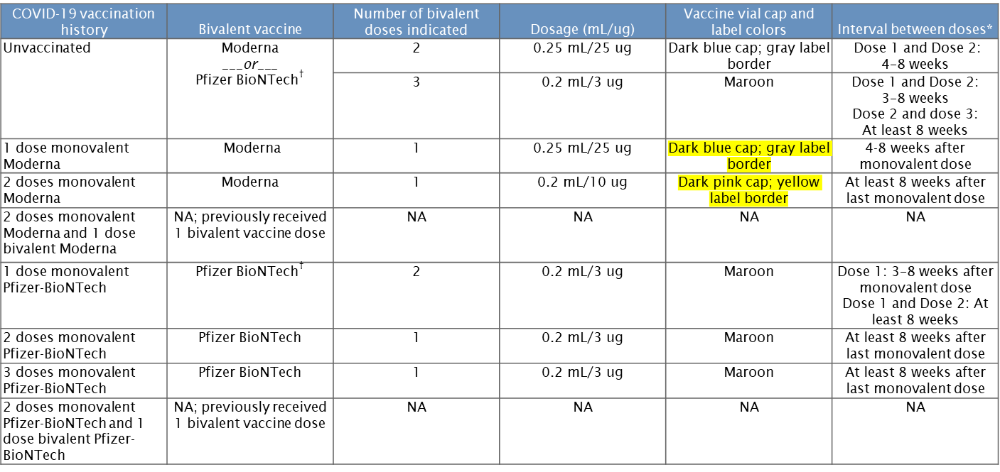 COVID-19 vaccination
history
Bivalent vaccine
Number of bivalent
doses indicated
Dosage (mL/ug)
Vaccine vial cap and
label colors
Interval between doses*
Unvaccinated
Moderna
___or___
Pfizer BioNTech†
2
0.25 mL/25 ug
Dark blue cap; gray label
border
Dose 1 and Dose 2:
4–8 weeks
3
0.2 mL/3 ug
Maroon
Dose 1 and Dose 2:
3–8 weeks
Dose 2 and dose 3:
At least 8 weeks
1 dose monovalent
Moderna
Moderna
1
0.25 mL/25 ug
Dark blue cap; gray label
border
4-8 weeks after
monovalent dose
2 doses monovalent
Moderna
Moderna
1
0.2 mL/10 ug
Dark pink cap; yellow
label border
At least 8 weeks after
last monovalent dose
2 doses monovalent
Moderna and 1 dose
bivalent Moderna
NA; previously received
1 bivalent vaccine dose
NA
NA
NA
NA
1 dose monovalent
Pfizer-BioNTech
Pfizer BioNTech†
2
0.2 mL/3 ug
Maroon
Dose 1: 3–8 weeks after
monovalent dose
Dose 1 and Dose 2: At
least 8 weeks
2 doses monovalent
Pfizer-BioNTech
Pfizer BioNTech
1
0.2 mL/3 ug
Maroon
At least 8 weeks after
last monovalent dose
3 doses monovalent
Pfizer-BioNTech
Pfizer BioNTech
1
0.2 mL/3 ug
Maroon
At least 8 weeks after
last monovalent dose
2 doses monovalent
Pfizer-BioNTech and 1
dose bivalent Pfizer-
BioNTech
NA; previously received
1 bivalent vaccine dose
NA
NA
NA
NA